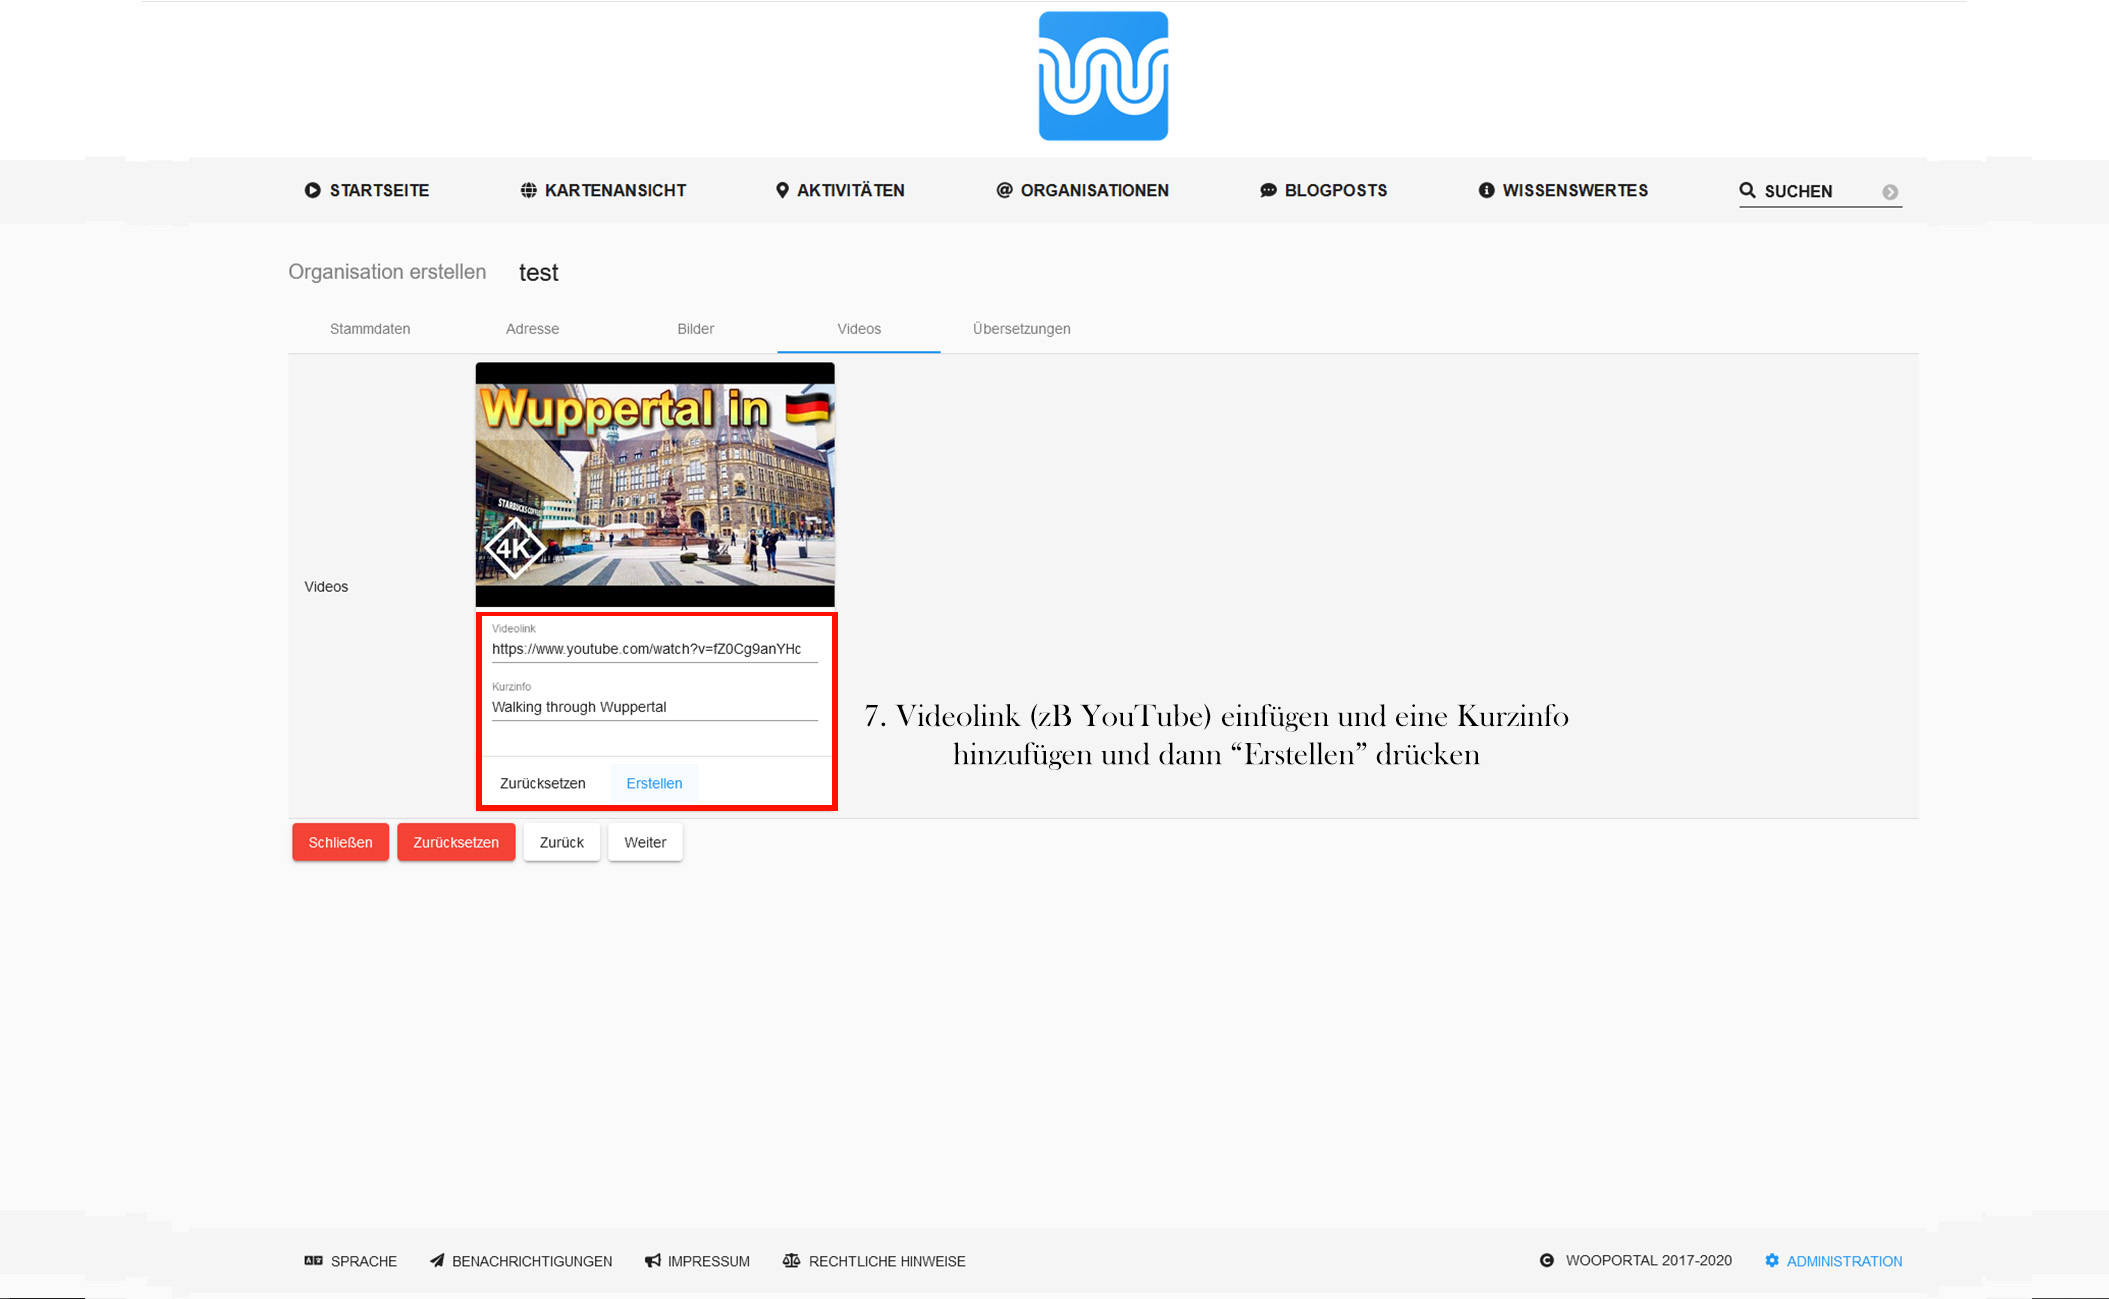 STARTSEITE
KARTENANSICHT
AKTIVITÄTEN
ORGANISATIONEN
BLOGPOSTS
WISSENSWERTES
SUCHEN
Organisation erstellen test
Stammdaten
Adresse
Bilder
Videos
Übersetzungen
Wuppertal in
STARBUCKS COFFEE
4K
Videos
Videolink
https://www.youtube.com/watch?v=fZ0Cg9anYHc
Kurzinfo
Walking through Wuppertal
Zurücksetzen
Erstellen
7. Videolink (zB YouTube) einfügen und eine Kurzinfo
hinzufügen und dann “Erstellen” drücken
Schließen
Zurücksetzen
Zurück
Weiter
SPRACHE
BENACHRICHTIGUNGEN
IMPRESSUM
RECHTLICHE HINWEISE
WOOPORTAL 2017-2020
ADMINISTRATION